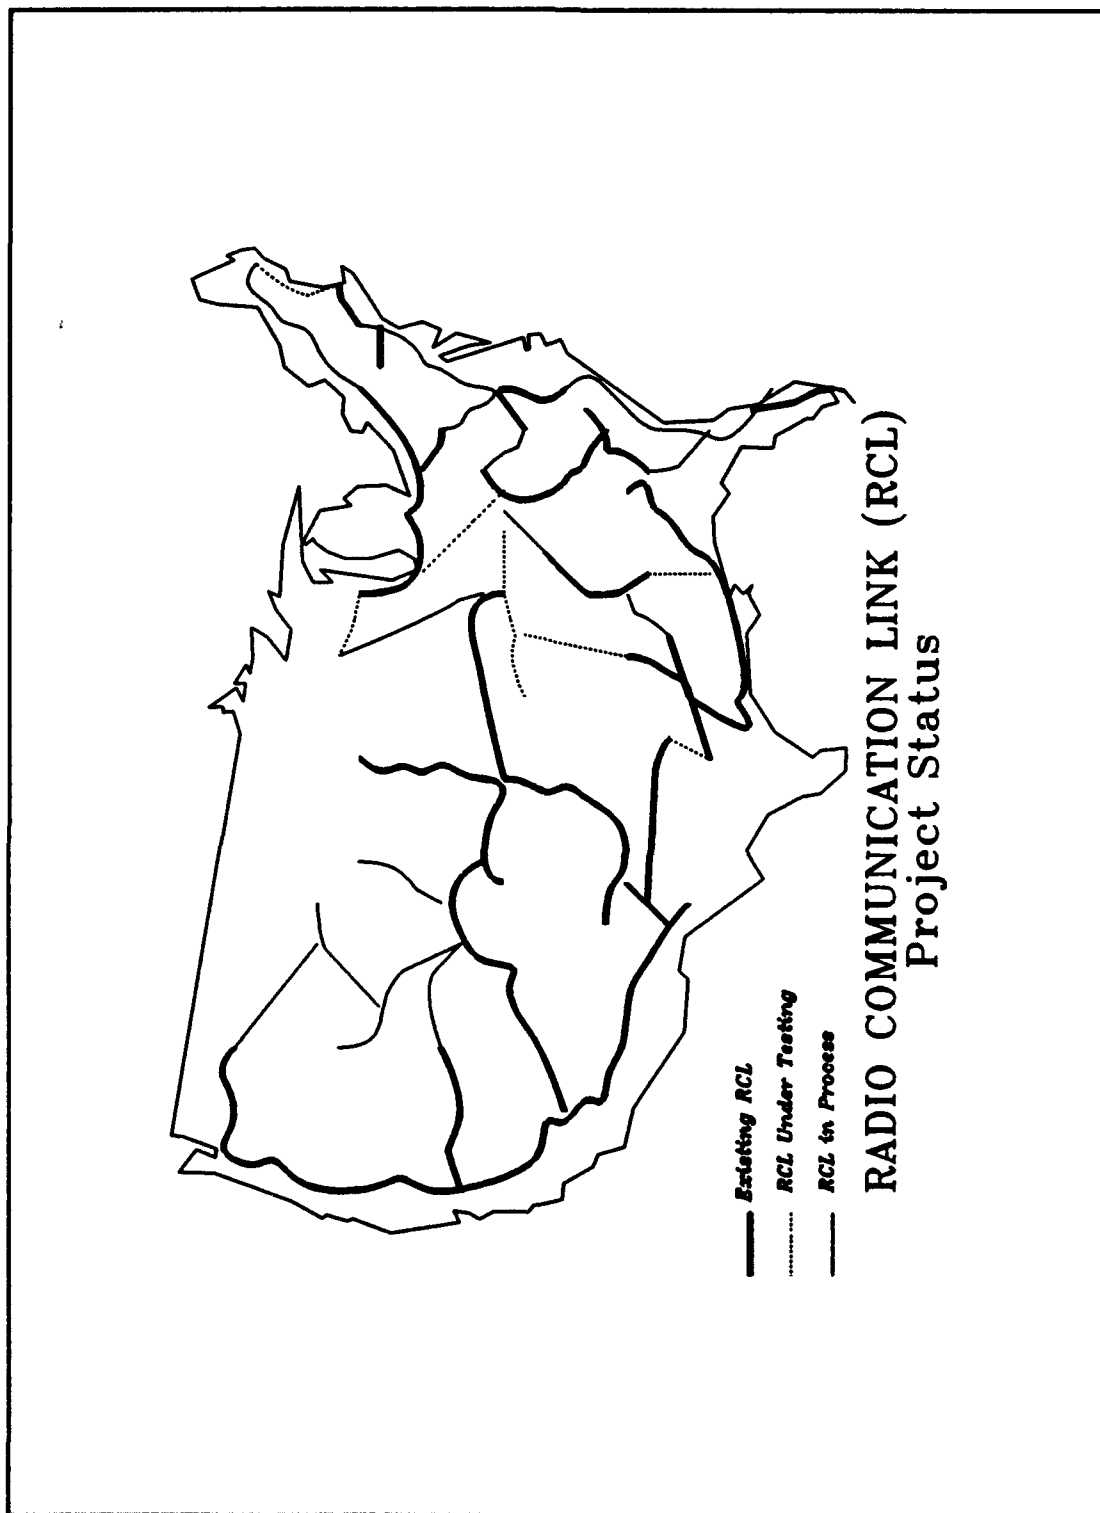 Existing RCL
RCL Under Testing
RCL in Process
RADIO COMMUNICATION LINK (RCL)
Project Status